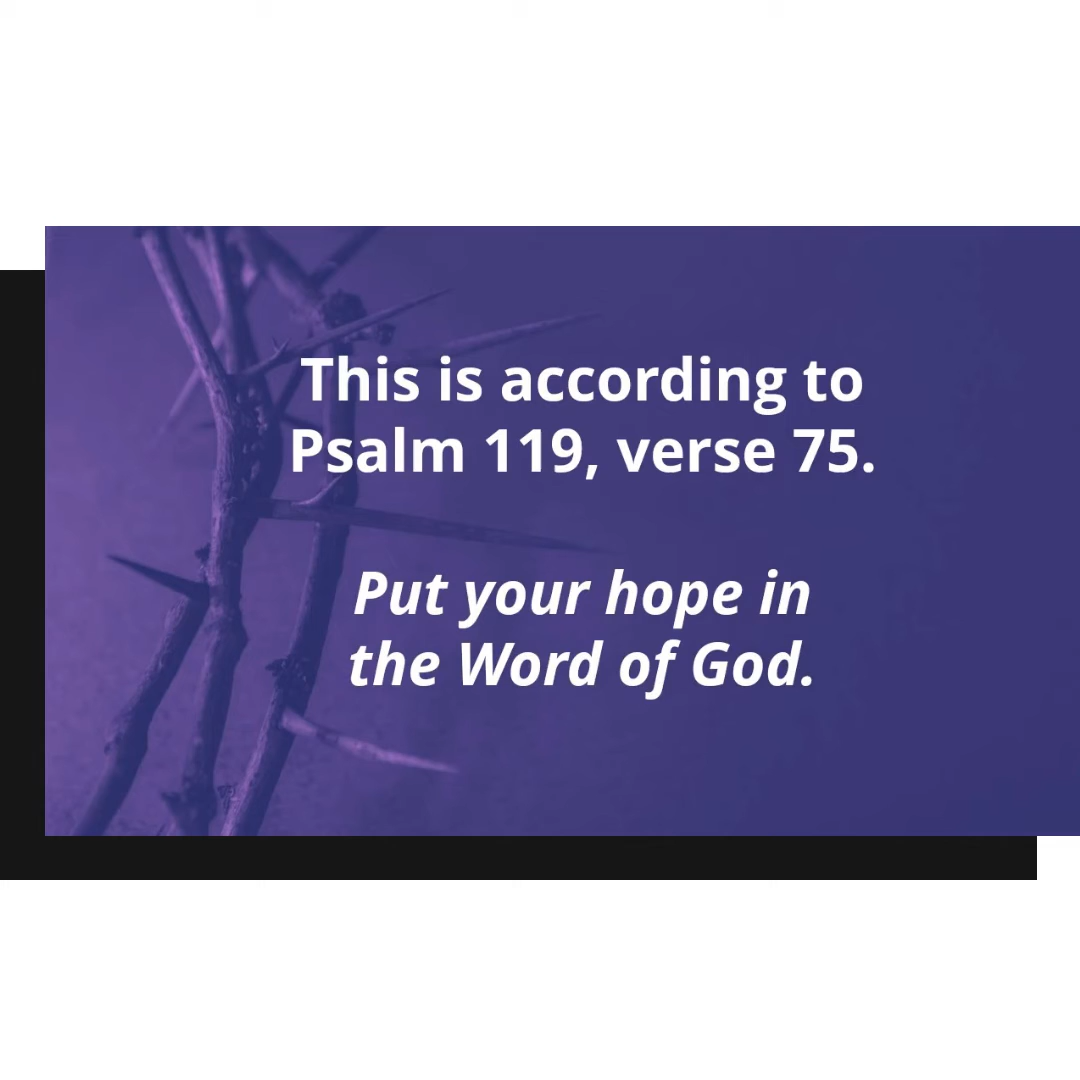 This is according to
Psalm 119, verse 75.
Put your hope in
the Word of God.